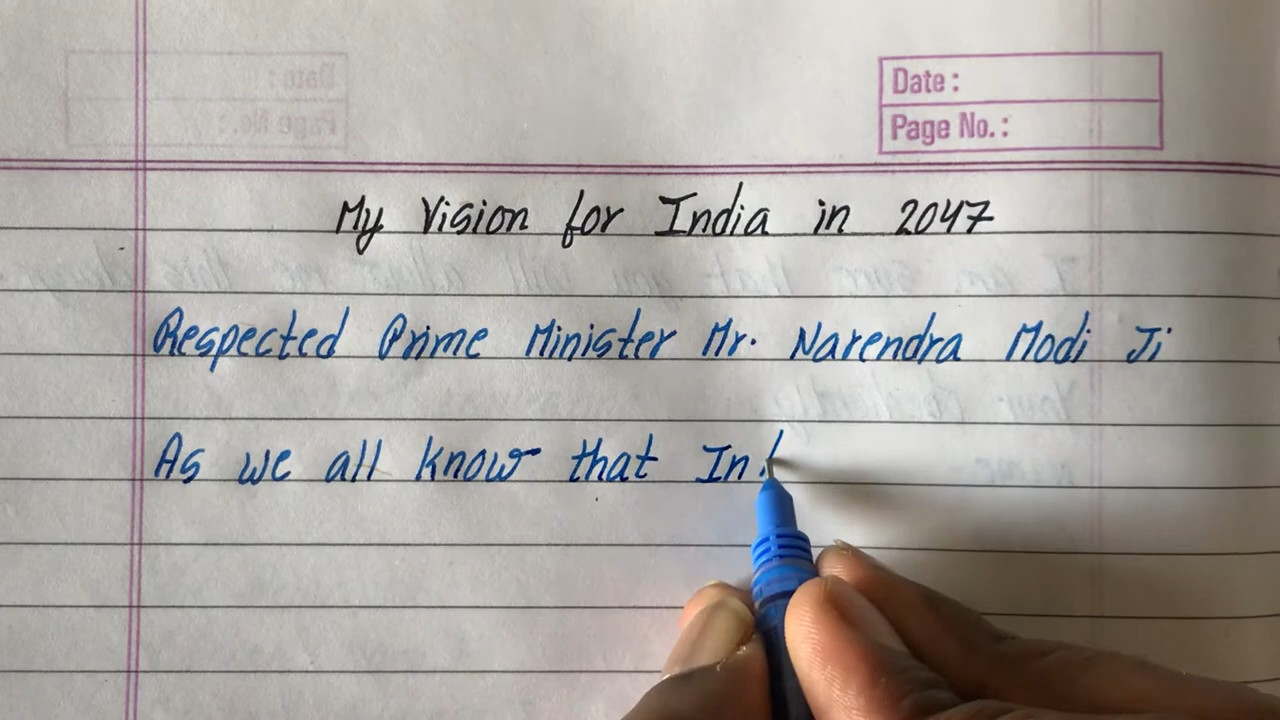 Date :
Page No. :
My Vision for India in 2047
Respected Prime Minister Mr. Narendra Modi Ji
As we all know that Ind